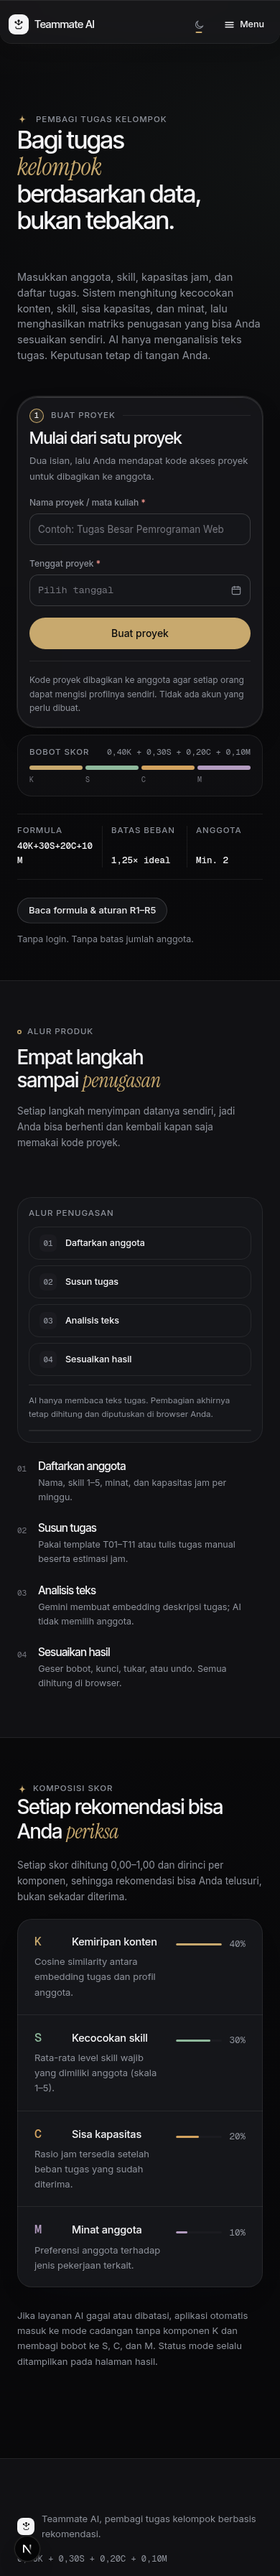 Teammate AI
Menu
PEMBAGI TUGAS KELOMPOK
Bagi tugas
kelompok
berdasarkan data,
bukan tebakan.
Masukkan anggota, skill, kapasitas jam, dan
daftar tugas. Sistem menghitung kecocokan
konten, skill, sisa kapasitas, dan minat, lalu
menghasilkan matriks penugasan yang bisa Anda
sesuaikan sendiri. AI hanya menganalisis teks
tugas. Keputusan tetap di tangan Anda.
1 BUAT PROYEK
Mulai dari satu proyek
Dua isian, lalu Anda mendapat kode akses proyek
untuk dibagikan ke anggota.
Nama proyek / mata kuliah *
Contoh: Tugas Besar Pemrograman Web
Tenggat proyek *
Pilih tanggal
Buat proyek
Kode proyek dibagikan ke anggota agar setiap orang
dapat mengisi profilnya sendiri. Tidak ada akun yang
perlu dibuat.
BOBOT SKOR 0,40K + 0,30S + 0,20C + 0,10M
K S C M
FORMULA BATAS BEBAN ANGGOTA
40K+30S+20C+10
M 1,25× ideal Min. 2
Baca formula & aturan R1–R5
Tanpa login. Tanpa batas jumlah anggota.
ALUR PRODUK
Empat langkah
sampai penugasan
Setiap langkah menyimpan datanya sendiri, jadi
Anda bisa berhenti dan kembali kapan saja
memakai kode proyek.
ALUR PENUGASAN
01 Daftarkan anggota
02 Susun tugas
03 Analisis teks
04 Sesuaikan hasil
AI hanya membaca teks tugas. Pembagian akhirnya
tetap dihitung dan diputuskan di browser Anda.
01 Daftarkan anggota
Nama, skill 1–5, minat, dan kapasitas jam per
minggu.
02 Susun tugas
Pakai template T01–T11 atau tulis tugas manual
beserta estimasi jam.
03 Analisis teks
Gemini membuat embedding deskripsi tugas; AI
tidak memilih anggota.
04 Sesuaikan hasil
Geser bobot, kunci, tukar, atau undo. Semua
dihitung di browser.
KOMPOSISI SKOR
Setiap rekomendasi bisa
Anda periksa
Setiap skor dihitung 0,00–1,00 dan dirinci per
komponen, sehingga rekomendasi bisa Anda telusuri,
bukan sekadar diterima.
K Kemiripan konten 40%
Cosine similarity antara
embedding tugas dan profil
anggota.
S Kecocokan skill 30%
Rata-rata level skill wajib
yang dimiliki anggota (skala
1–5).
C Sisa kapasitas 20%
Rasio jam tersedia setelah
beban tugas yang sudah
diterima.
M Minat anggota 10%
Preferensi anggota terhadap
jenis pekerjaan terkait.
Jika layanan AI gagal atau dibatasi, aplikasi otomatis
masuk ke mode cadangan tanpa komponen K dan
membagi bobot ke S, C, dan M. Status mode selalu
ditampilkan pada halaman hasil.
Teammate AI, pembagi tugas kelompok berbasis
rekomendasi.
+ 0,30S + 0,20C + 0,10M
N